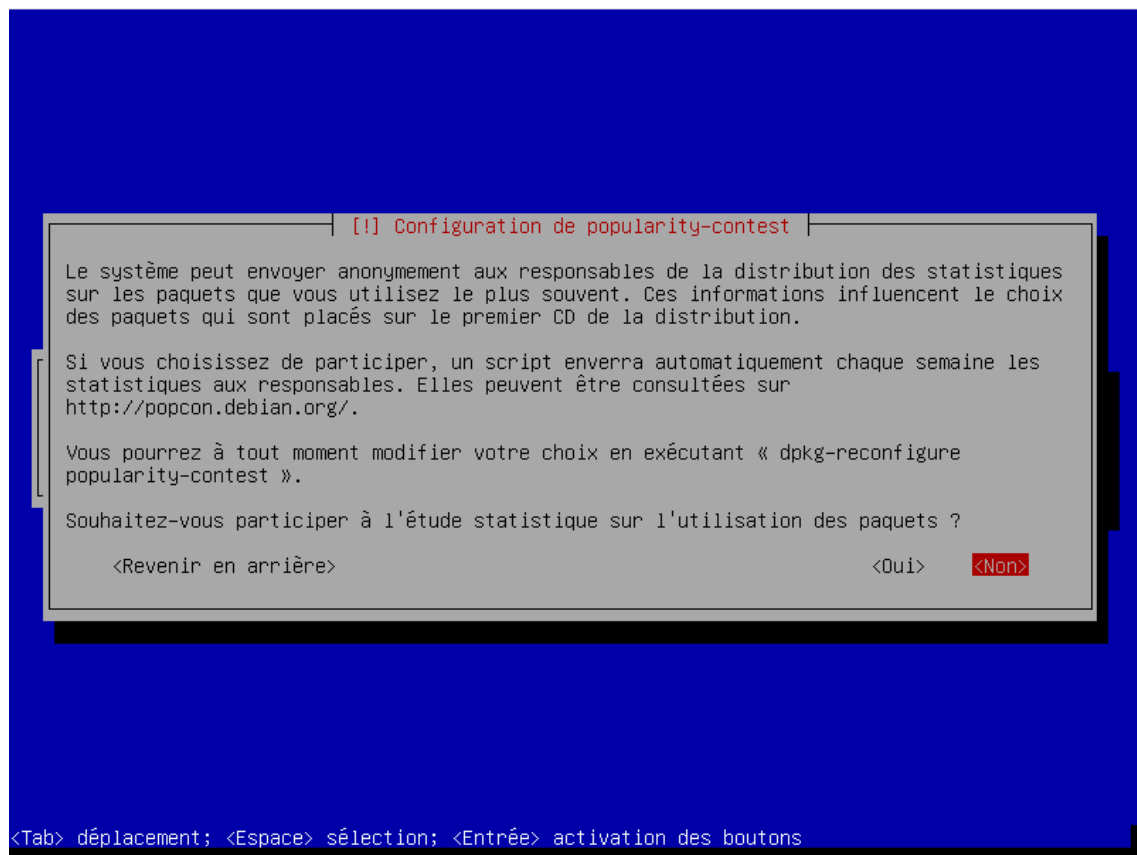 [!] Configuration de popularity-contest
Le système peut envoyer anonymement aux responsables de la distribution des statistiques
sur les paquets que vous utilisez le plus souvent. Ces informations influencent le choix
des paquets qui sont placés sur le premier CD de la distribution.
Si vous choisissez de participer, un script enverra automatiquement chaque semaine les
statistiques aux responsables. Elles peuvent être consultées sur
http://popcon.debian.org/.
Vous pourrez à tout moment modifier votre choix en exécutant « dpkg-reconfigure
popularity-contest ».
Souhaitez-vous participer à l'étude statistique sur l'utilisation des paquets ?
<Revenir en arrière> <Oui> <Non>
<Tab> déplacement; <Espace> sélection; <Entrée> activation des boutons